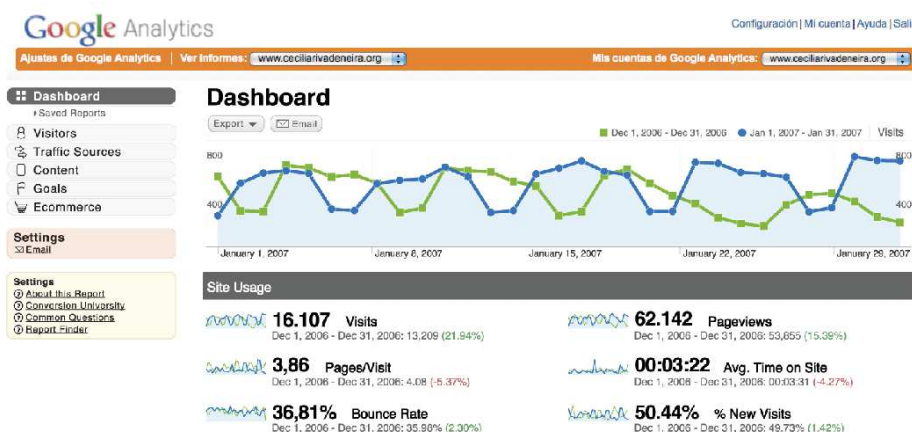 Google Analytics
Configuración | Mi cuenta | Ayuda | Sali
Ajustes de Google Analytics | Ver Informes: www.ceciliarivadeneira.org
Mis cuentas de Google Analytics: www.ceciliarivadeneira.org
Dashboard
Saved Reports
Visitors
Traffic Sources
Content
Goals
Ecommerce
Settings
Email
Settings
About this Report
Conversion University
Common Questions
Report Finder
Dashboard
Export
Email
Dec 1, 2006 - Dec 31, 2006 Jan 1, 2007 - Jan 31, 2007 Visits
800 800
400 400
January 1, 2007 January 8, 2007 January 15, 2007 January 22, 2007 January 29, 2007
Site Usage
16.107 Visits
Dec 1, 2006 - Dec 31, 2006: 13,209 (21.94%)
62.142 Pageviews
Dec 1, 2006 - Dec 31, 2006: 53,855 (15.39%)
3,86 Pages/Visit
Dec 1, 2006 - Dec 31, 2006: 4.08 (-5.37%)
00:03:22 Avg. Time on Site
Dec 1, 2006 - Dec 31, 2006: 00:03:31 (-4.27%)
36,81% Bounce Rate
Dec 1, 2006 - Dec 31, 2006: 35.98% (2.30%)
50.44% % New Visits
Dec 1, 2006 - Dec 31, 2006: 49.73% (1.42%)